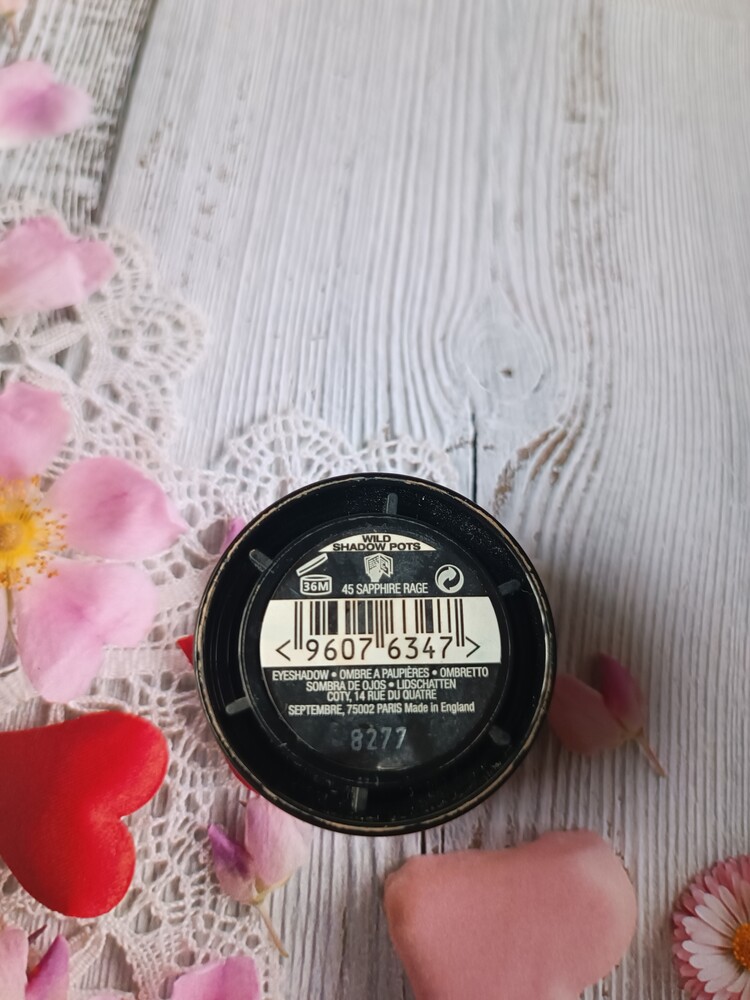 WILD
SHADOW POTS
36M
45 SAPPHIRE RAGE
<9607 6347>
EYESHADOW • OMBRE A PAUPIÈRES • OMBRETTO
SOMBRA DE OJOS • LIDSCHATTEN
COTY, 14 RUE DU QUATRE
SEPTEMBRE, 75002 PARIS Made in England
8277